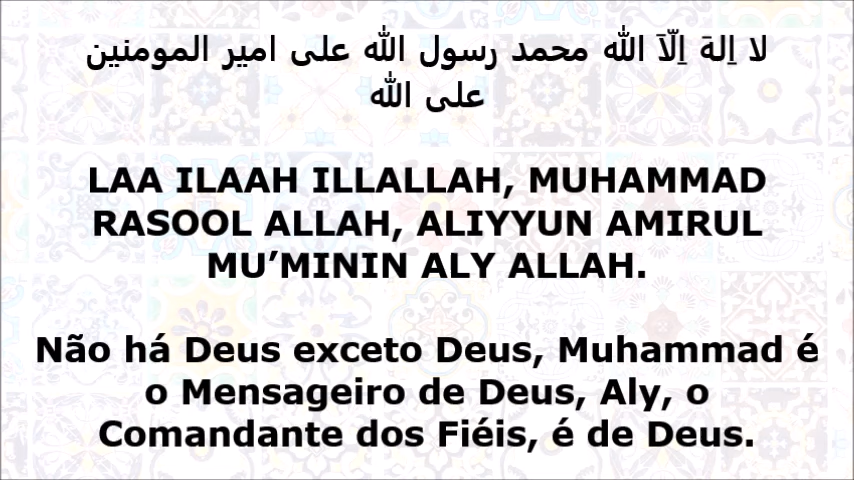 لا اِلهَ اِلّآ الله محمد رسول الله على امير المومنين
على الله
LAA ILAAH ILLALLAH, MUHAMMAD
RASOOL ALLAH, ALIYYUN AMIRUL
MU’MININ ALY ALLAH.
Não há Deus exceto Deus, Muhammad é
o Mensageiro de Deus, Aly, o
Comandante dos Fiéis, é de Deus.